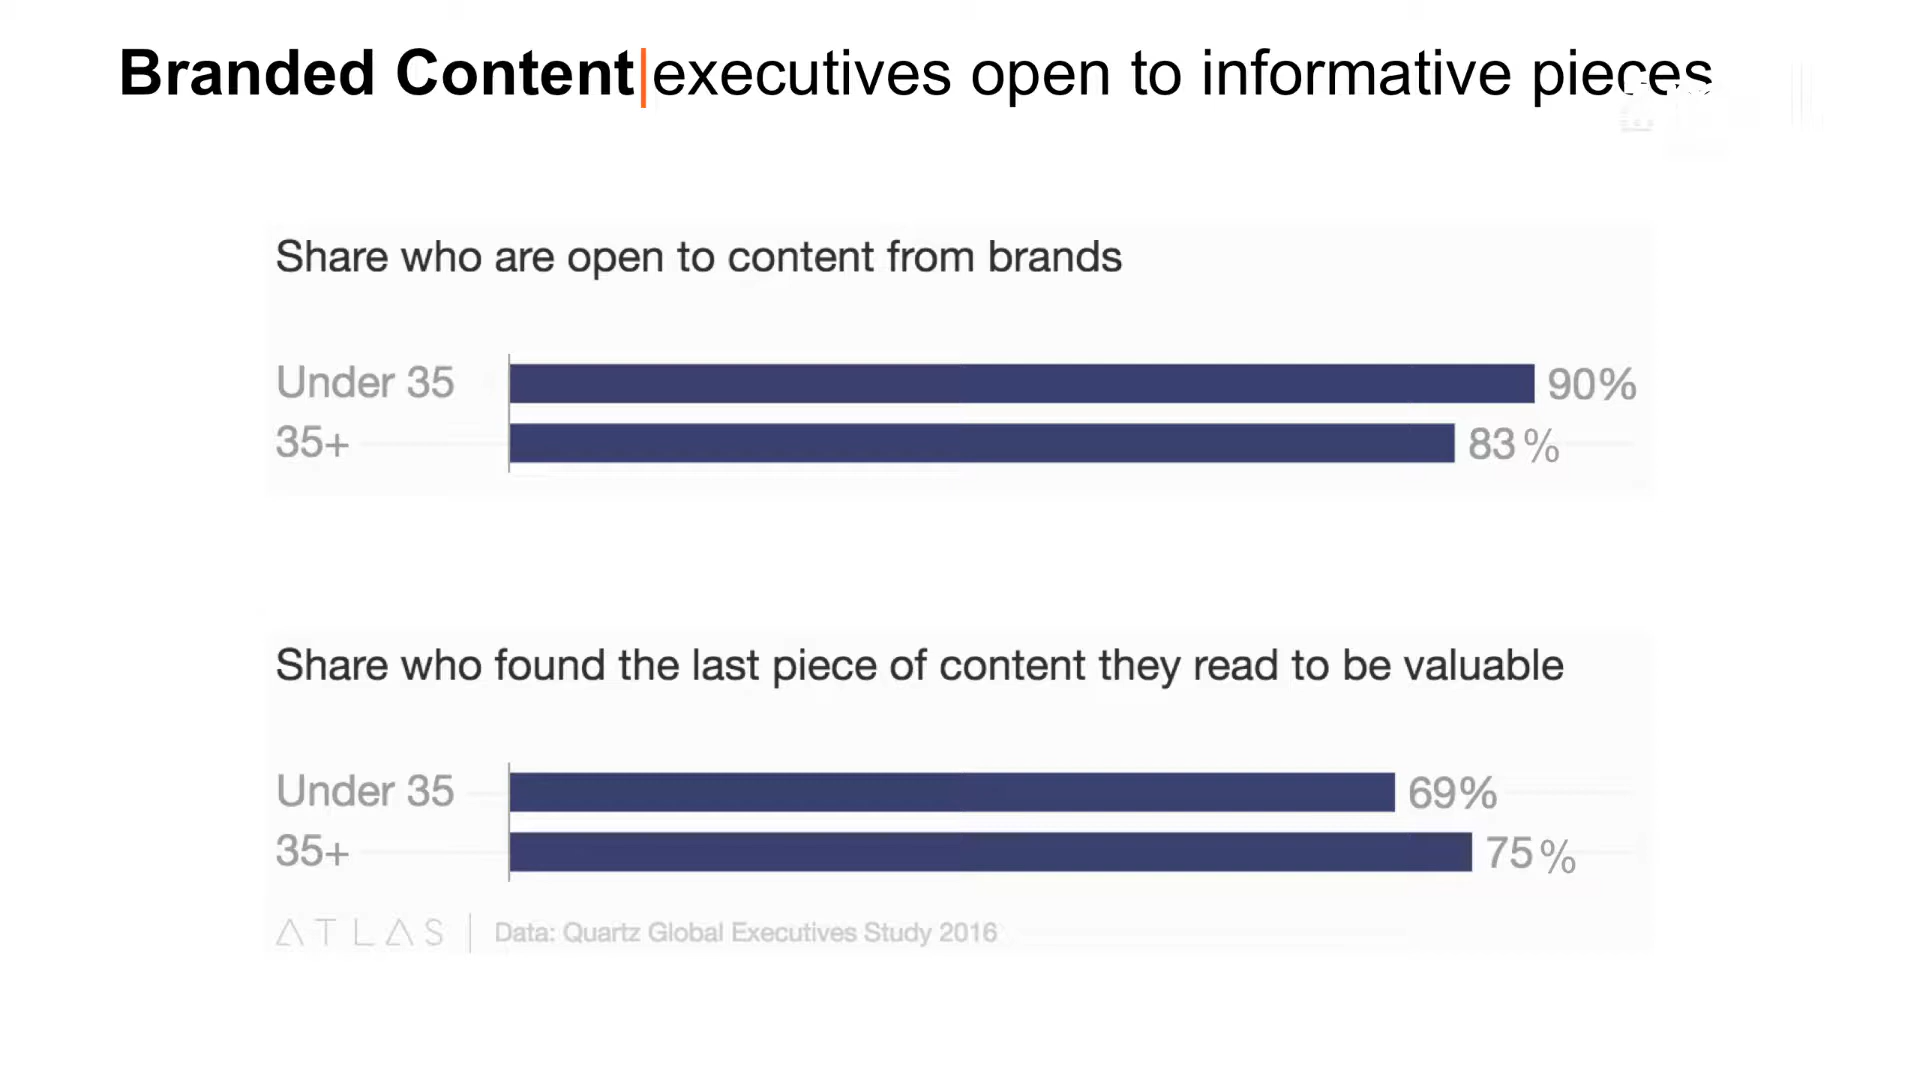 Branded Content|executives open to informative pieces
Share who are open to content from brands
Under 35 90%
35+ 83%
Share who found the last piece of content they read to be valuable
Under 35 69%
35+ 75%
ATLAS | Data: Quartz Global Executives Study 2016